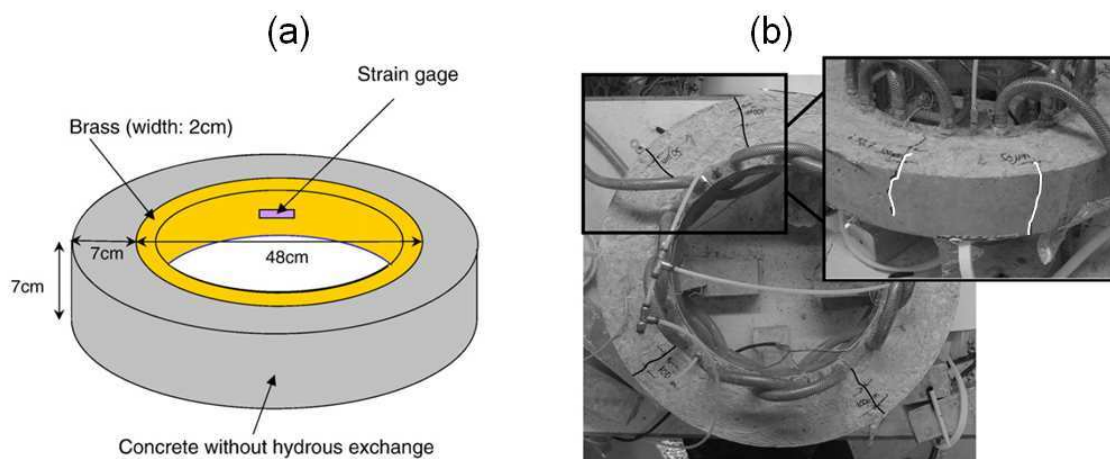 (a)
(b)
Strain gage
Brass (width: 2cm)
7cm
48cm
7cm
Concrete without hydrous exchange